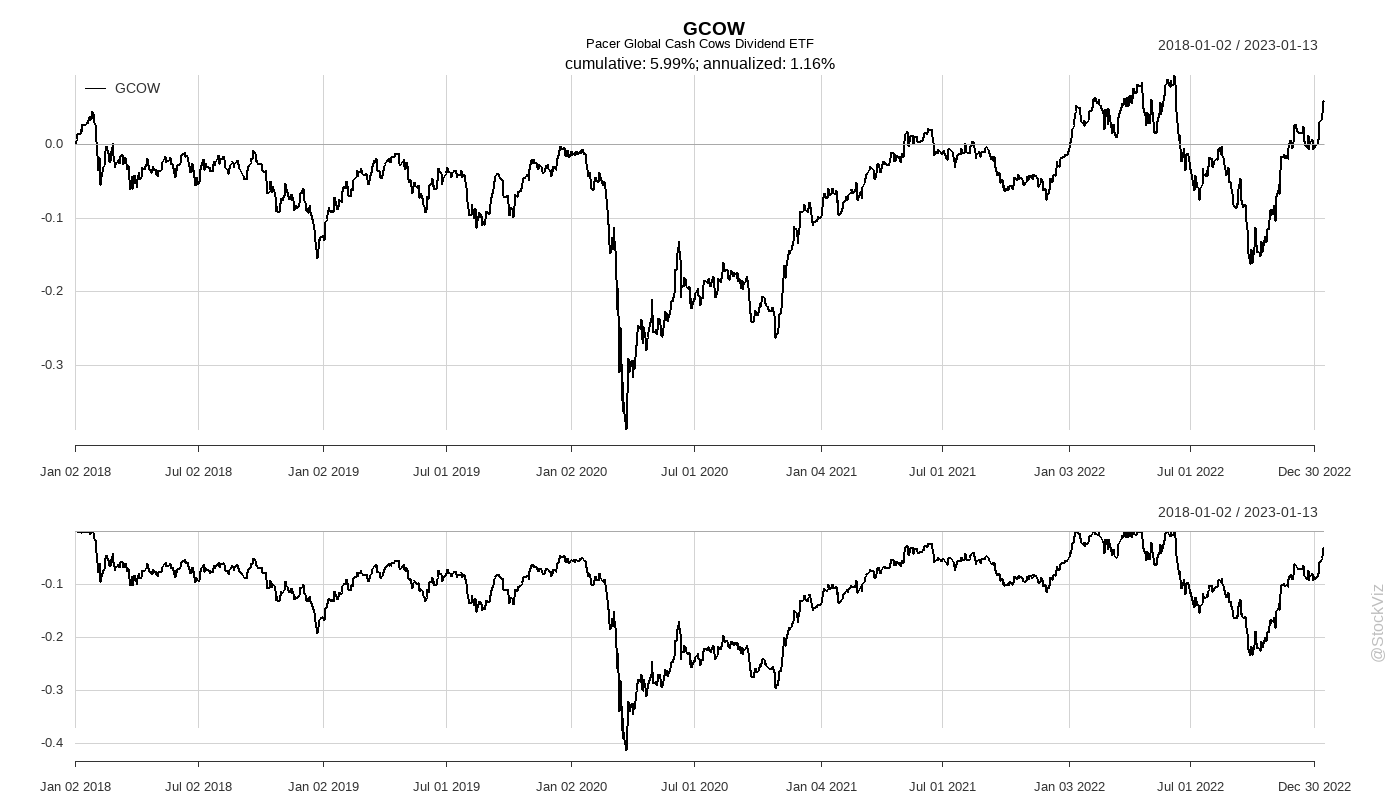 GCOW
Pacer Global Cash Cows Dividend ETF
cumulative: 5.99%; annualized: 1.16%
2018-01-02 / 2023-01-13
GCOW
0.0
-0.1
-0.2
-0.3
Jan 02 2018 Jul 02 2018 Jan 02 2019 Jul 01 2019 Jan 02 2020 Jul 01 2020 Jan 04 2021 Jul 01 2021 Jan 03 2022 Jul 01 2022 Dec 30 2022
2018-01-02 / 2023-01-13
-0.1
-0.2
-0.3
-0.4
Jan 02 2018 Jul 02 2018 Jan 02 2019 Jul 01 2019 Jan 02 2020 Jul 01 2020 Jan 04 2021 Jul 01 2021 Jan 03 2022 Jul 01 2022 Dec 30 2022
@StockViz